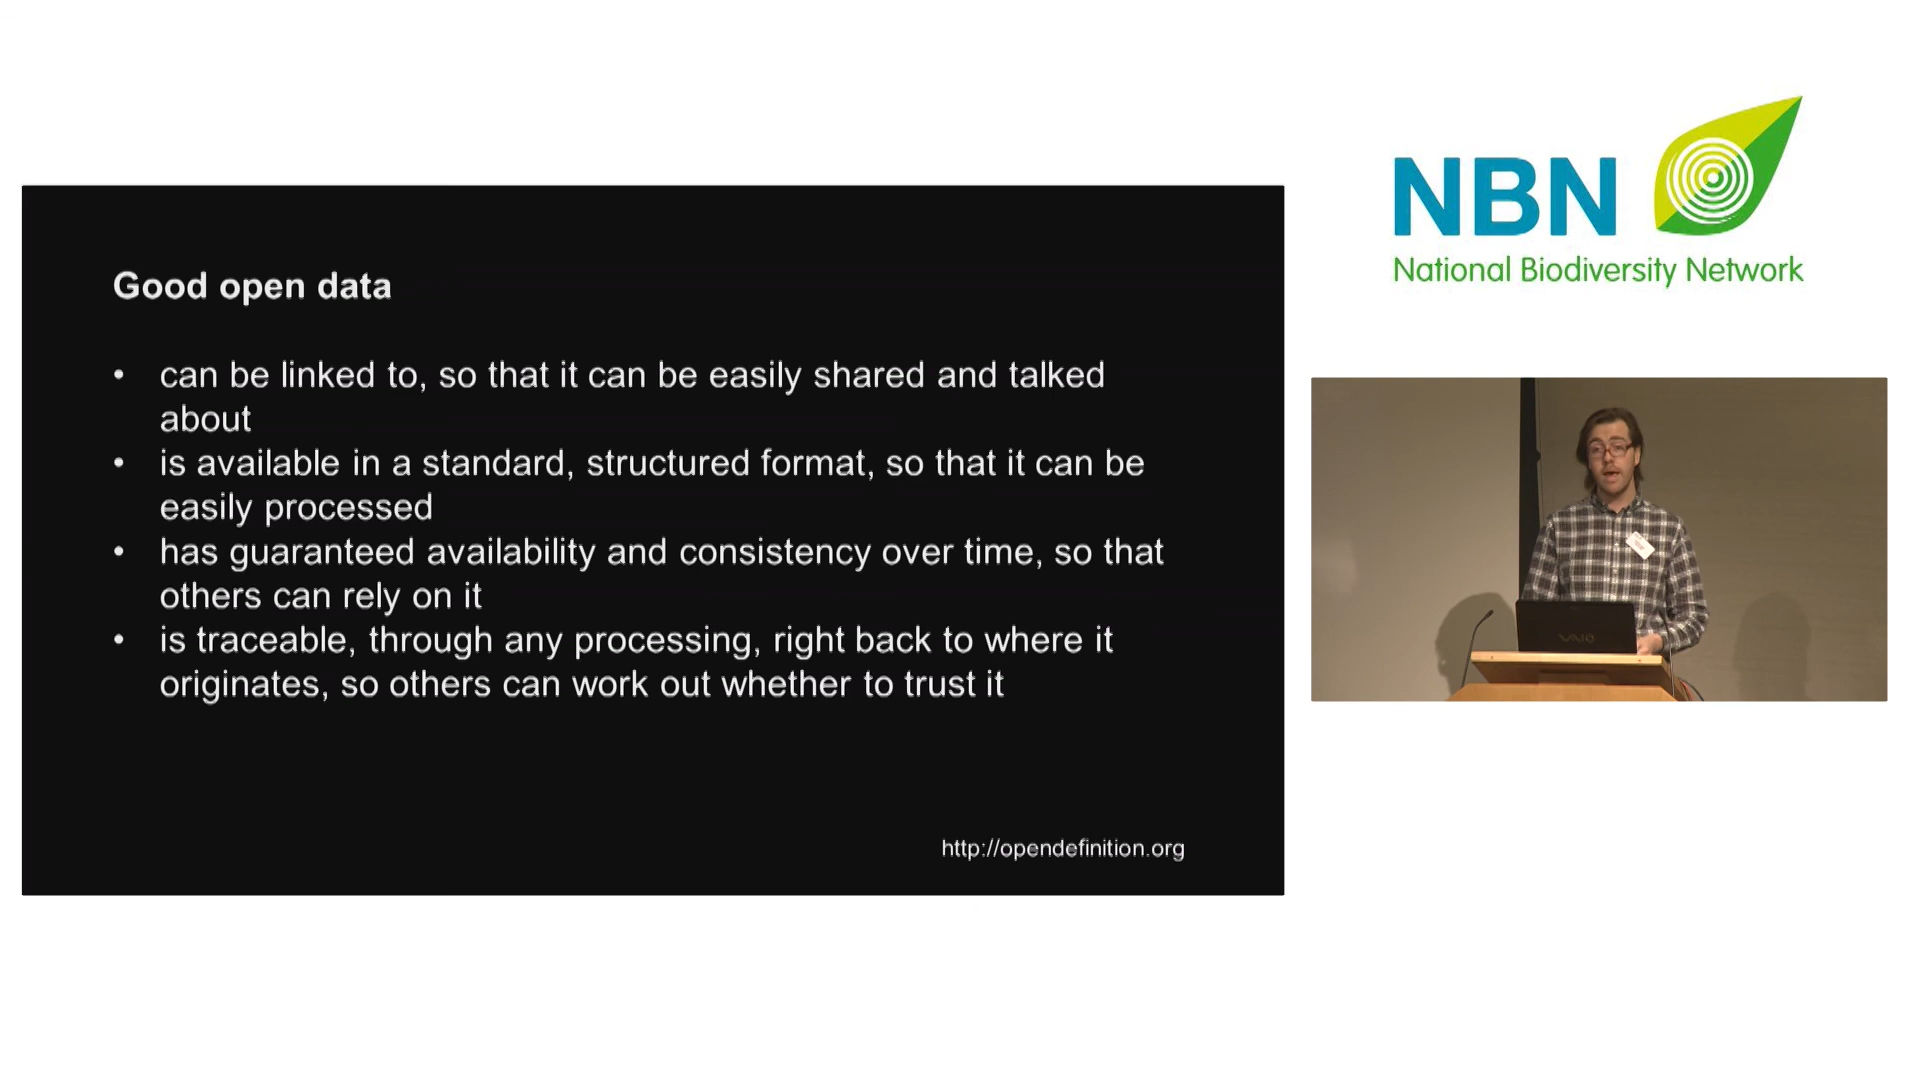 Good open data
• can be linked to, so that it can be easily shared and talked
about
• is available in a standard, structured format, so that it can be
easily processed
• has guaranteed availability and consistency over time, so that
others can rely on it
• is traceable, through any processing, right back to where it
originates, so others can work out whether to trust it
http://opendefinition.org
NBN
National Biodiversity Network
VAIO